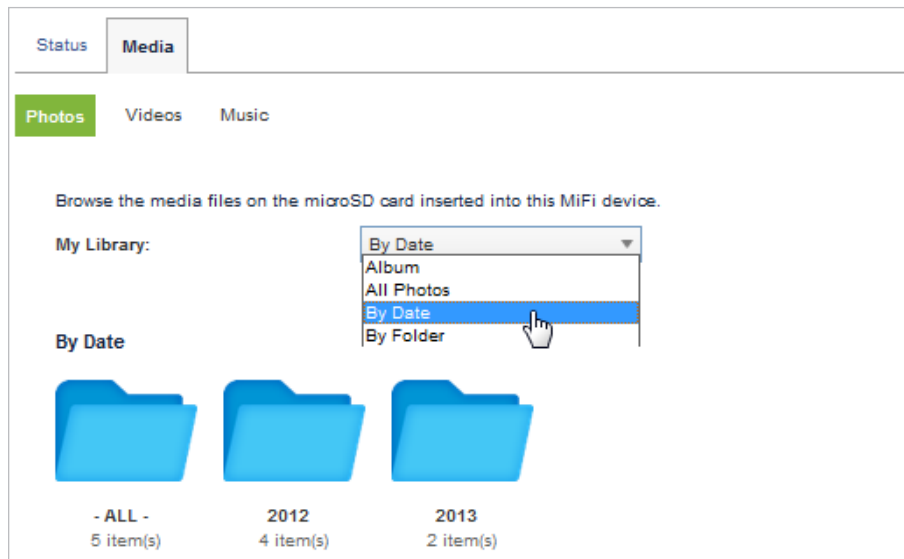 Status Media
Photos Videos Music
Browse the media files on the microSD card inserted into this MiFi device.
My Library: By Date
Album
All Photos
By Date
By Folder
By Date
- ALL - 2012 2013
5 item(s) 4 item(s) 2 item(s)